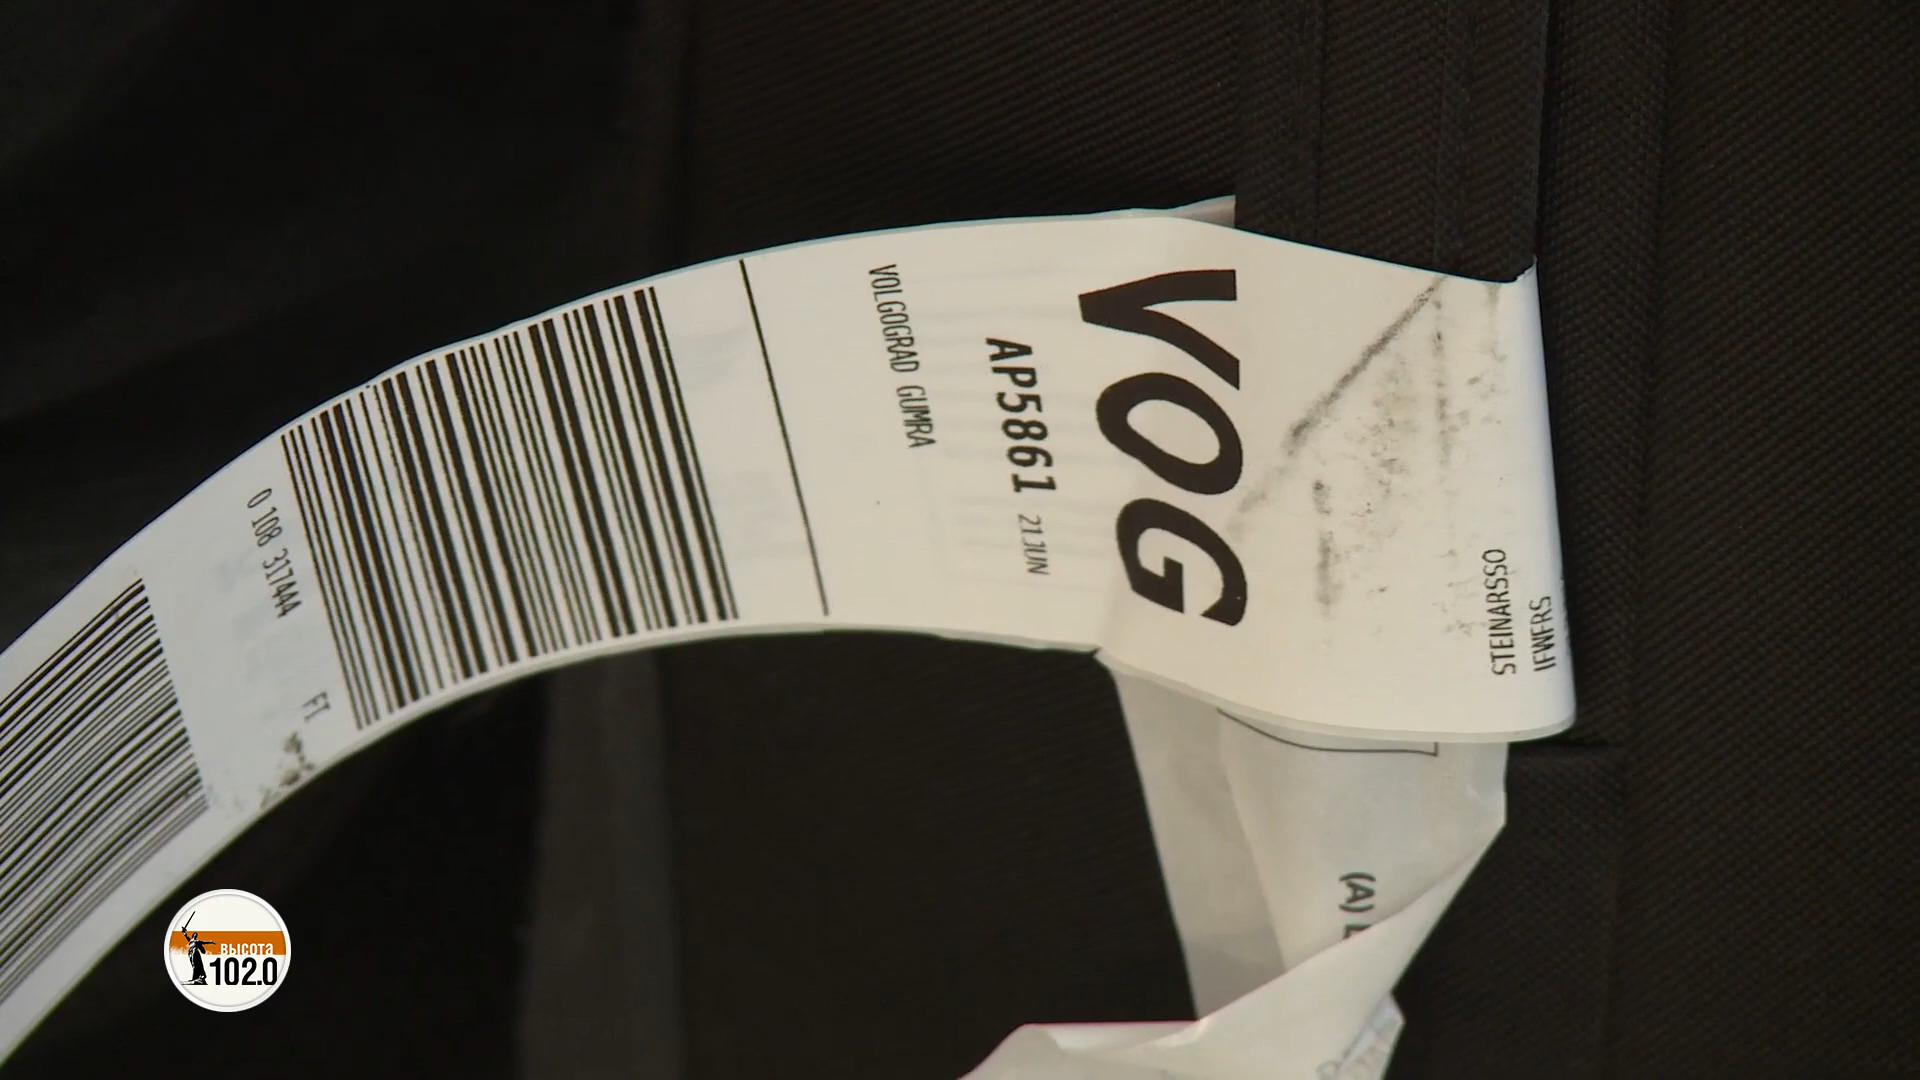 STEINARSSO
IFWFRS
VOG
AP5861 21JUN
VOLGOGRAD GUMRA
0 108 317444
FI
(A)
ВЫСОТА
102.0